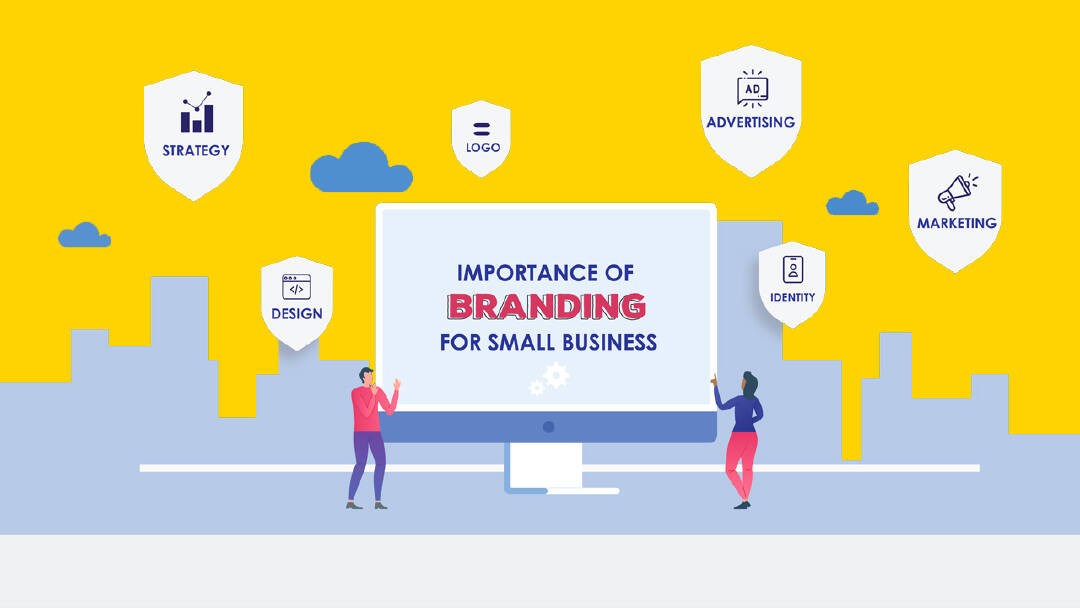 STRATEGY
LOGO
AD
ADVERTISING
MARKETING
DESIGN
</>
IDENTITY
IMPORTANCE OF
BRANDING
FOR SMALL BUSINESS